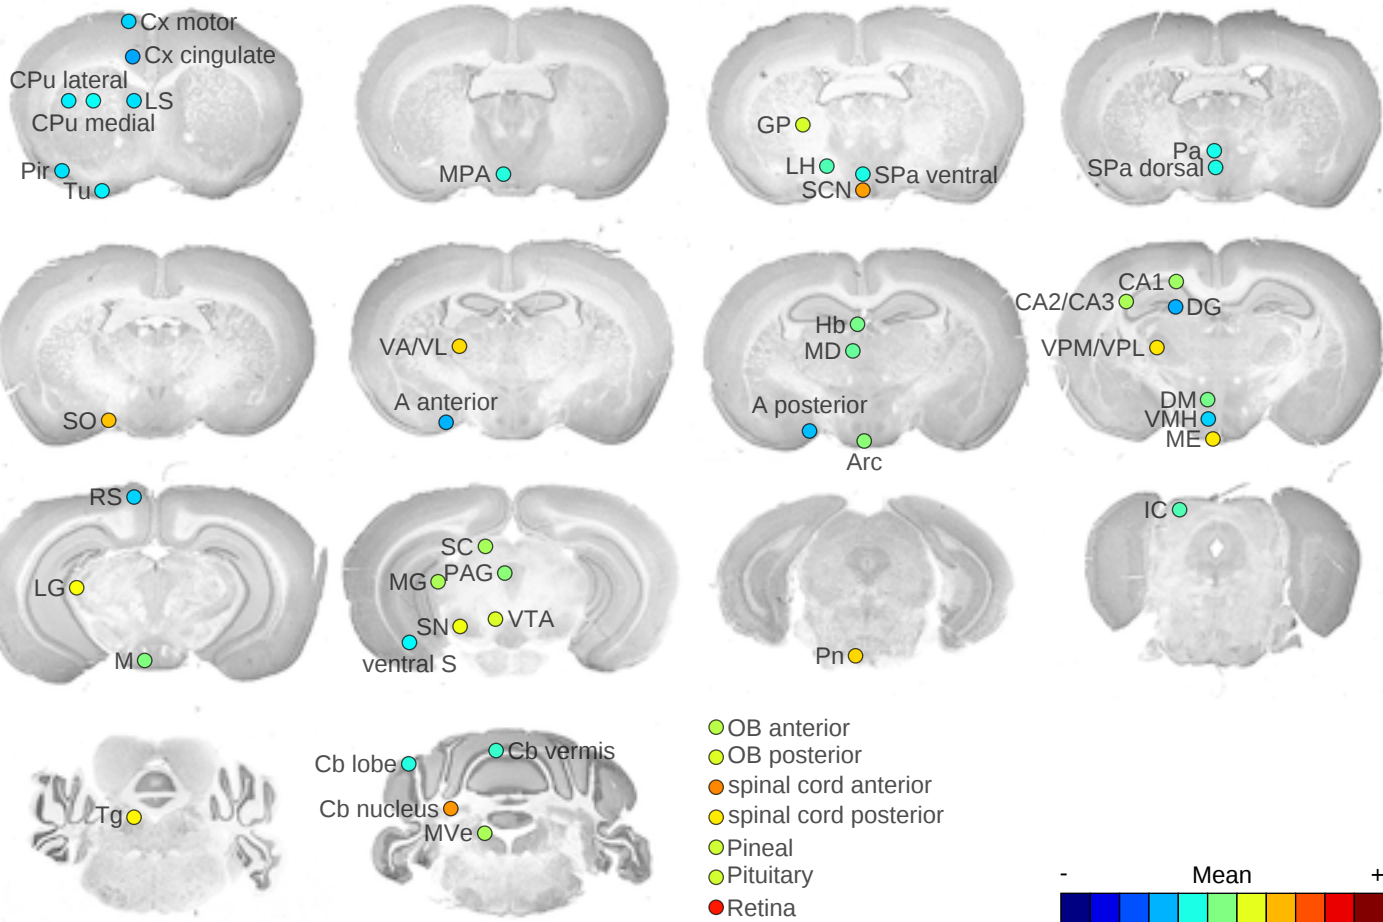 Cx motor
Cx cingulate
CPu lateral
LS
CPu medial
Pir
Tu
MPA
GP
LH
SPa ventral
SCN
Pa
SPa dorsal
SO
VA/VL
A anterior
Hb
MD
A posterior
Arc
CA1
CA2/CA3
DG
VPM/VPL
DM
VMH
ME
RS
LG
M
SC
MG
PAG
SN
VTA
ventral S
Pn
IC
Tg
Cb lobe
Cb vermis
Cb nucleus
MVe
OB anterior
OB posterior
spinal cord anterior
spinal cord posterior
Pineal
Pituitary
Retina
- Mean +